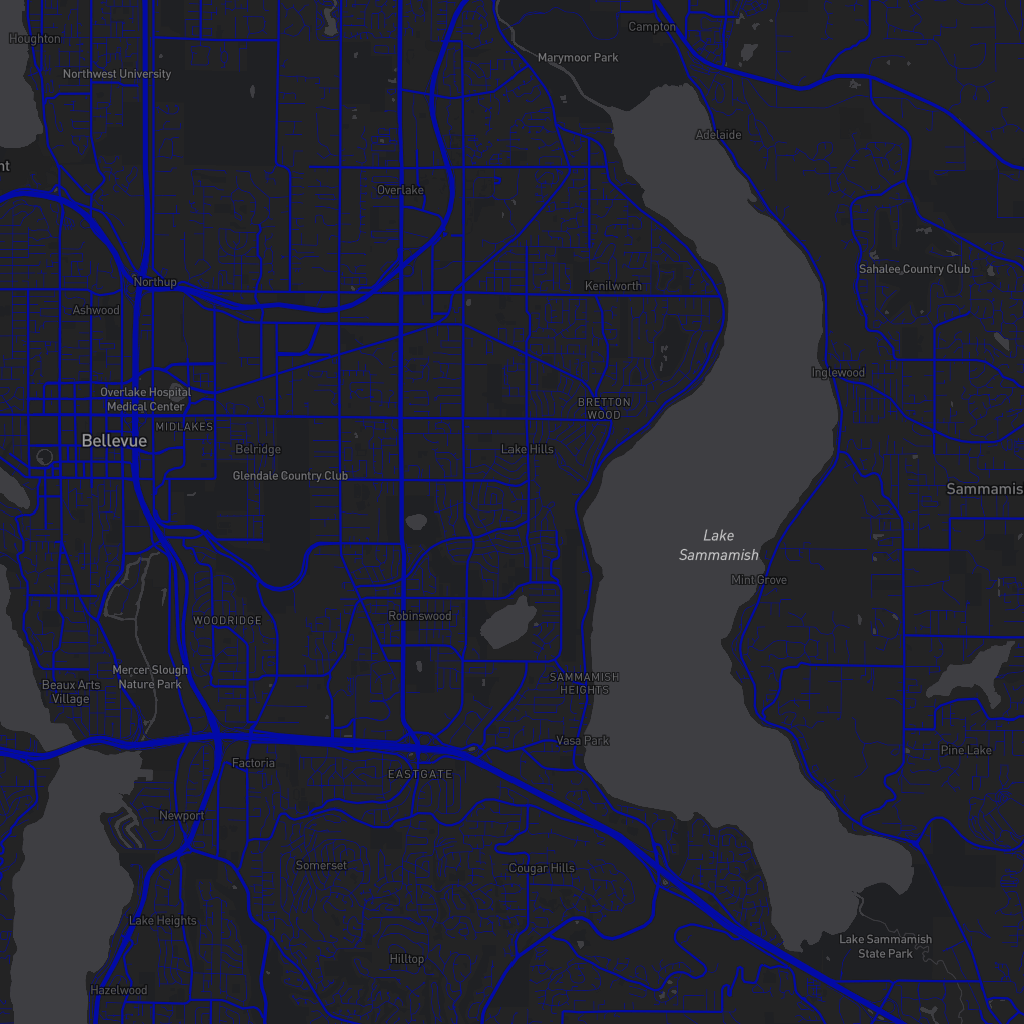 Houghton
Campton
Marymoor Park
Northwest University
Adelaide
nt
Overlake
Sahalee Country Club
Northup
Kenilworth
Ashwood
Inglewood
Overlake Hospital
Medical Center
BRETTON
WOOD
MIDLAKES
Bellevue
Belridge
Lake Hills
Glendale Country Club
Sammamis
Lake
Sammamish
Mint Grove
Robinswood
WOODRIDGE
Mercer Slough
Nature Park
SAMMAMISH
HEIGHTS
Beaux Arts
Village
Vasa Park
Pine Lake
Factoria
EASTGATE
Newport
Somerset
Cougar Hills
Lake Heights
Lake Sammamish
State Park
Hilltop
Hazelwood